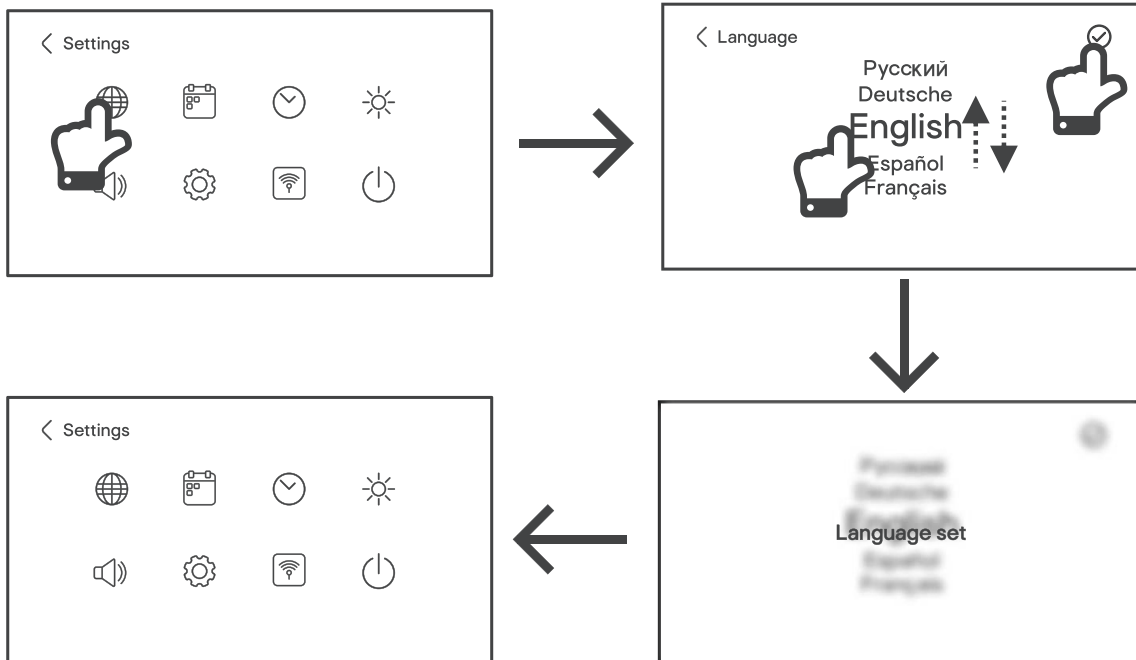 Settings
Language
Русский
Deutsche
English
Español
Français
Language set
Settings